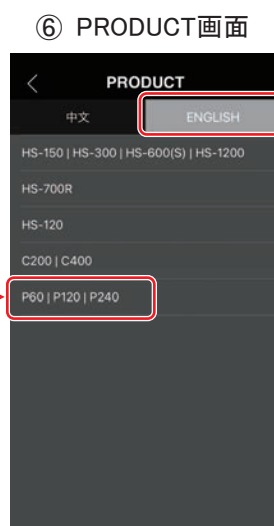 ⑥ PRODUCT画面
PRODUCT
中文
ENGLISH
HS-150 | HS-300 | HS-600(S) | HS-1200
HS-700R
HS-120
C200 | C400
P60 | P120 | P240